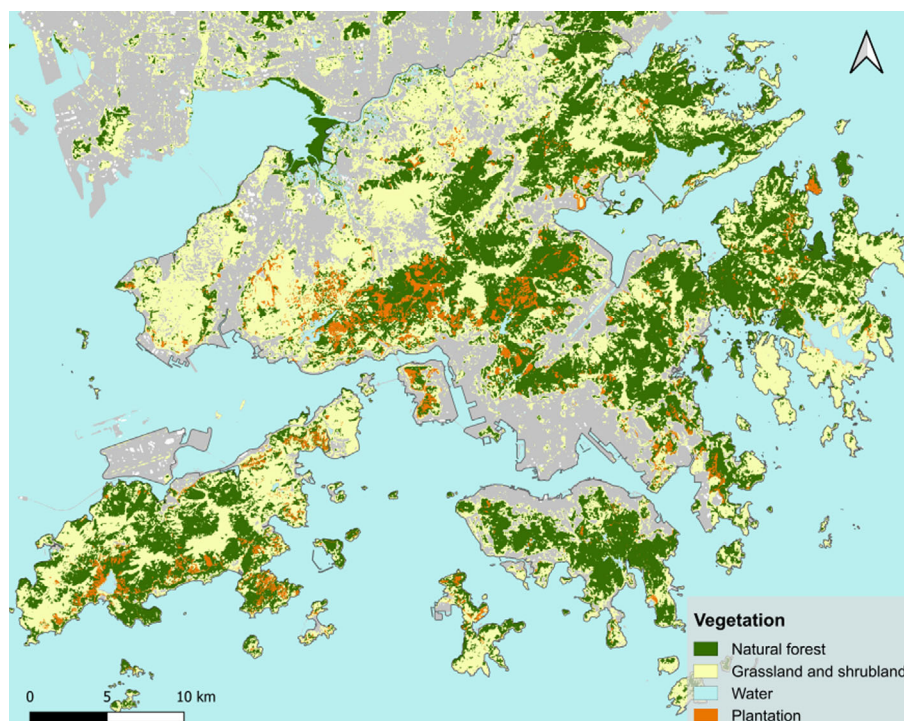 Vegetation
Natural forest
Grassland and shrubland
Water
Plantation
0 5 10 km